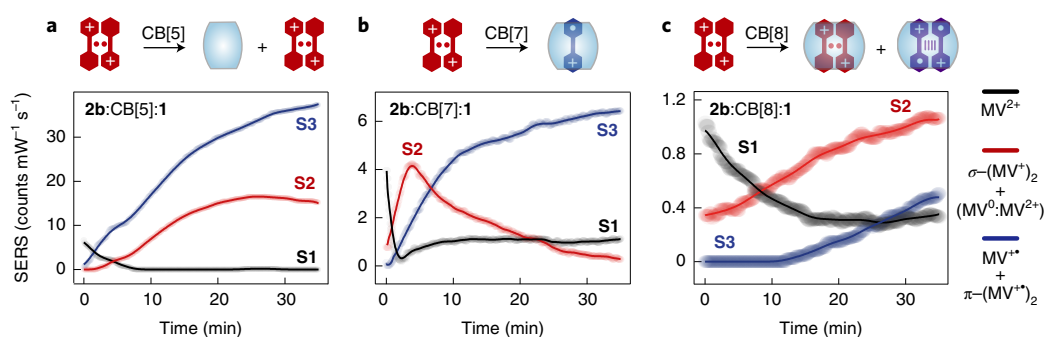 a
CB[5]
+
b
CB[7]
c
CB[8]
+
2b:CB[5]:1
S3
S2
S1
30
20
10
0
0
10
20
30
Time (min)
SERS (counts mW⁻¹ s⁻¹)
2b:CB[7]:1
S2
S3
S1
6
4
2
0
0
10
20
30
Time (min)
2b:CB[8]:1
S2
S1
S3
1.2
0.8
0.4
0
0
10
20
30
Time (min)
MV²⁺
σ–(MV⁺)₂
+
(MV⁰:MV²⁺)
MV⁺•
+
π–(MV⁺•)₂